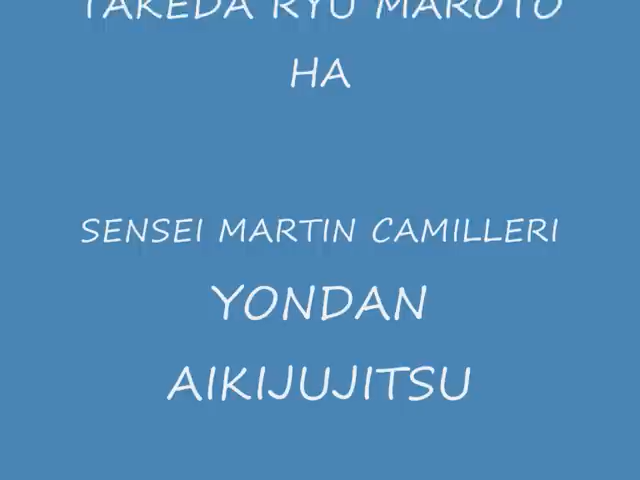 TAKEDA RYU MAROTO
HA
SENSEI MARTIN CAMILLERI
YONDAN
AIKIJUJITSU